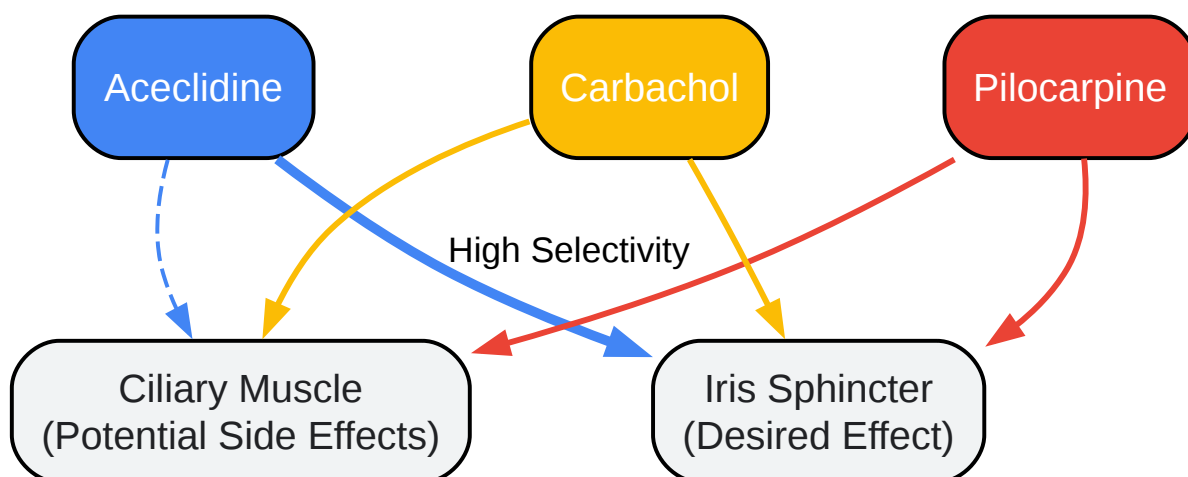 Aceclidine
Carbachol
Pilocarpine
High Selectivity
Ciliary Muscle
(Potential Side Effects)
Iris Sphincter
(Desired Effect)